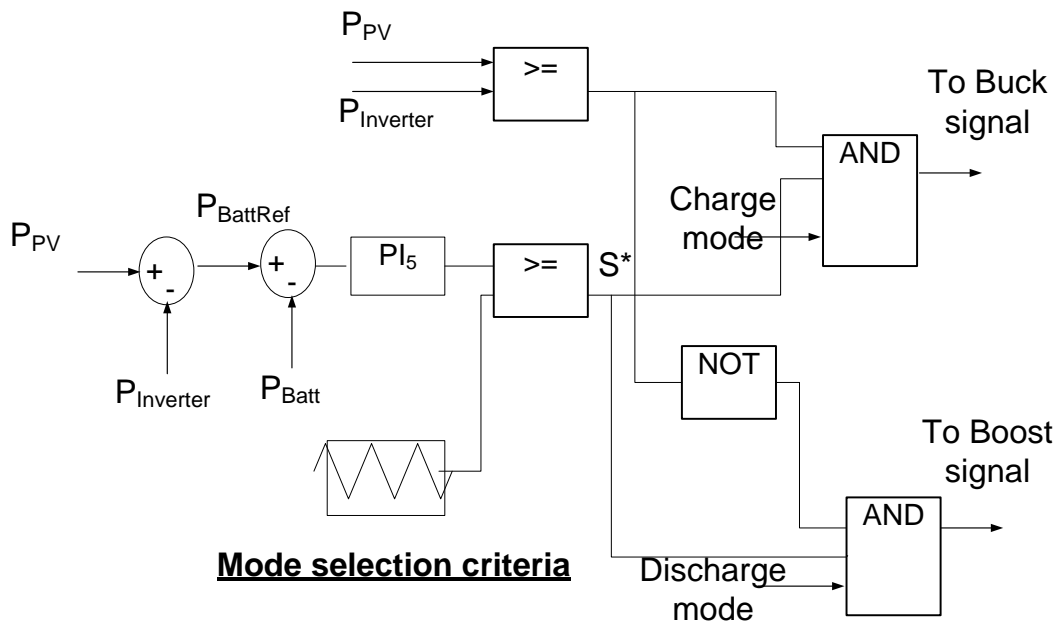 P_PV
P_Inverter
>=
To Buck
signal
AND
Charge
mode
P_PV
+
-
P_Inverter
P_BattRef
+
-
P_Batt
PI_5
>=
S*
NOT
To Boost
signal
AND
Discharge
mode
Mode selection criteria